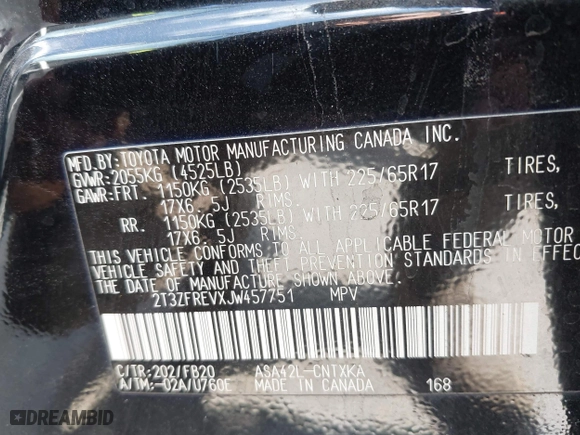 MFD.BY:TOYOTA MOTOR MANUFACTURING CANADA INC.
GVWR:2055KG (4525LB)
GAWR:FRT. 1150KG (2535LB) WITH 225/65R17 TIRES,
17X6.5J RIMS.
RR. 1150KG (2535LB) WITH 225/65R17 TIRES,
17X6.5J RIMS.
THIS VEHICLE CONFORMS TO ALL APPLICABLE FEDERAL MOTOR
VEHICLE SAFETY AND THEFT PREVENTION STANDARDS IN EFFEC
THE DATE OF MANUFACTURE SHOWN ABOVE.
2T3ZFREVXJW457751 MPV
C/TR:202/FB20 ASA42L-CNTXKA
A/TM:-02A/U760E MADE IN CANADA 168
DREAMBID